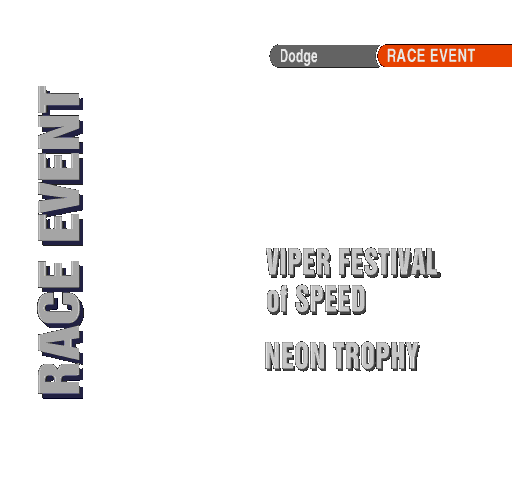 Dodge RACE EVENT
RACE EVENT
VIPER FESTIVAL
of SPEED
NEON TROPHY